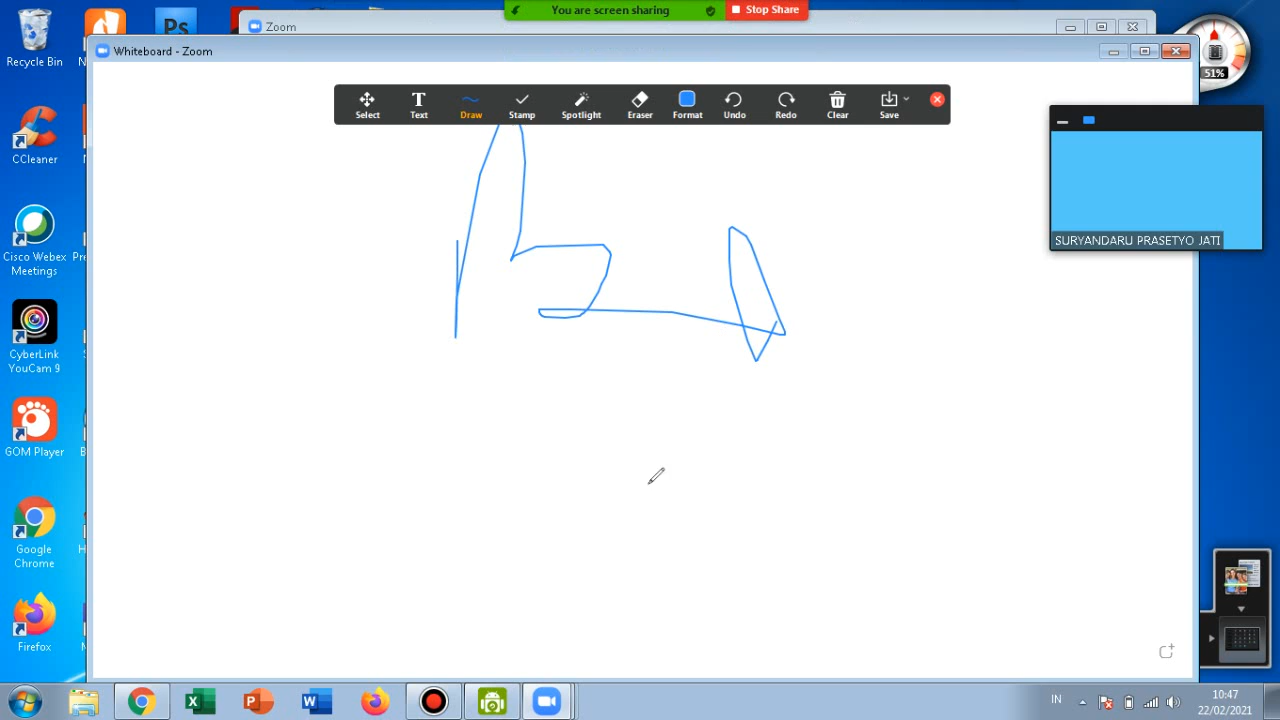 You are screen sharing
Stop Share
Recycle Bin
Ps
Zoom
Whiteboard - Zoom
51%
Select
Text
Draw
Stamp
Spotlight
Eraser
Format
Undo
Redo
Clear
Save
SURYANDARU PRASETYO JATI
CCleaner
Cisco Webex
Meetings
CyberLink
YouCam 9
GOM Player
Google
Chrome
Firefox
IN
10:47
22/02/2021